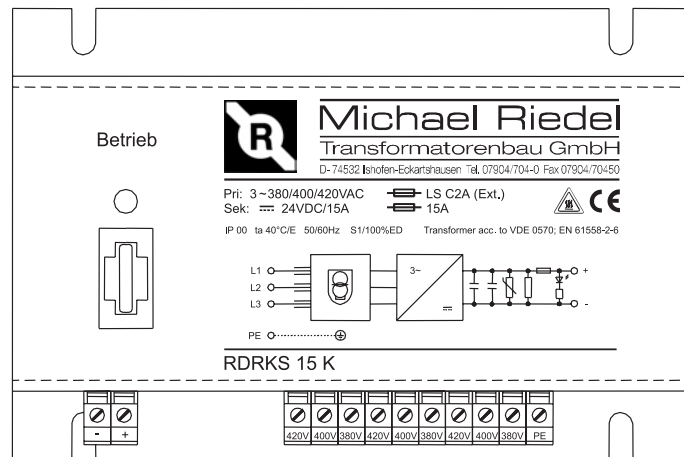 Betrieb
R
Michael Riedel
Transformatorenbau GmbH
D-74532 Ishofen-Eckartshausen Tel. 07904/704-0 Fax 07904/70450
Pri: 3~380/400/420VAC LS C2A (Ext.)
Sek: 24VDC/15A 15A
CE
IP 00 ta 40°C/E 50/60Hz S1/100%ED Transformer acc. to VDE 0570; EN 61558-2-6
L1 3~ +
L2
L3 -
PE
RDRKS 15 K
- + 420V 400V 380V 420V 400V 380V 420V 400V 380V PE